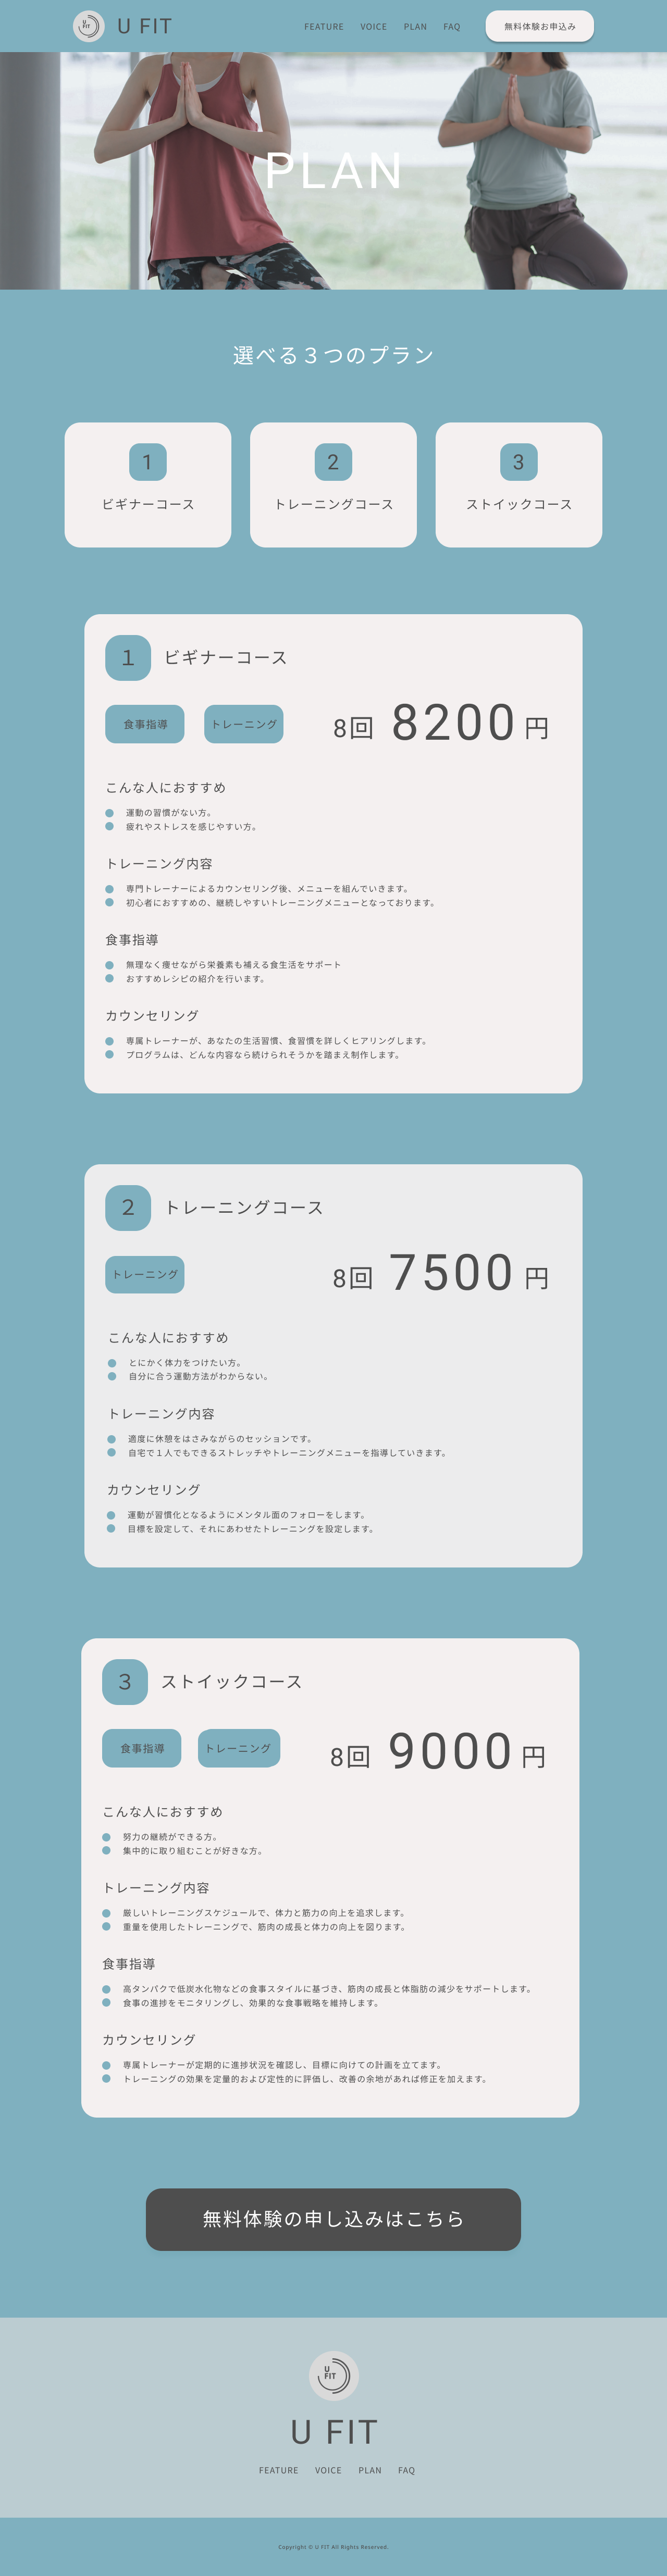 U
FIT
U FIT
FEATURE VOICE PLAN FAQ
無料体験お申込み
PLAN
選べる３つのプラン
1
ビギナーコース
2
トレーニングコース
3
ストイックコース
1
ビギナーコース
食事指導
トレーニング
8回 8200 円
こんな人におすすめ
運動の習慣がない方。
疲れやストレスを感じやすい方。
トレーニング内容
専門トレーナーによるカウンセリング後、メニューを組んでいきます。
初心者におすすめの、継続しやすいトレーニングメニューとなっております。
食事指導
無理なく痩せながら栄養素も補える食生活をサポート
おすすめレシピの紹介を行います。
カウンセリング
専属トレーナーが、あなたの生活習慣、食習慣を詳しくヒアリングします。
プログラムは、どんな内容なら続けられそうかを踏まえ制作します。
2
トレーニングコース
トレーニング
8回 7500 円
こんな人におすすめ
とにかく体力をつけたい方。
自分に合う運動方法がわからない。
トレーニング内容
適度に休憩をはさみながらのセッションです。
自宅で１人でもできるストレッチやトレーニングメニューを指導していきます。
カウンセリング
運動が習慣化となるようにメンタル面のフォローをします。
目標を設定して、それにあわせたトレーニングを設定します。
3
ストイックコース
食事指導
トレーニング
8回 9000 円
こんな人におすすめ
努力の継続ができる方。
集中的に取り組むことが好きな方。
トレーニング内容
厳しいトレーニングスケジュールで、体力と筋力の向上を追求します。
重量を使用したトレーニングで、筋肉の成長と体力の向上を図ります。
食事指導
高タンパクで低炭水化物などの食事スタイルに基づき、筋肉の成長と体脂肪の減少をサポートします。
食事の進捗をモニタリングし、効果的な食事戦略を維持します。
カウンセリング
専属トレーナーが定期的に進捗状況を確認し、目標に向けての計画を立てます。
トレーニングの効果を定量的および定性的に評価し、改善の余地があれば修正を加えます。
無料体験の申し込みはこちら
U
FIT
U FIT
FEATURE VOICE PLAN FAQ
Copyright © U FIT All Rights Reserved.